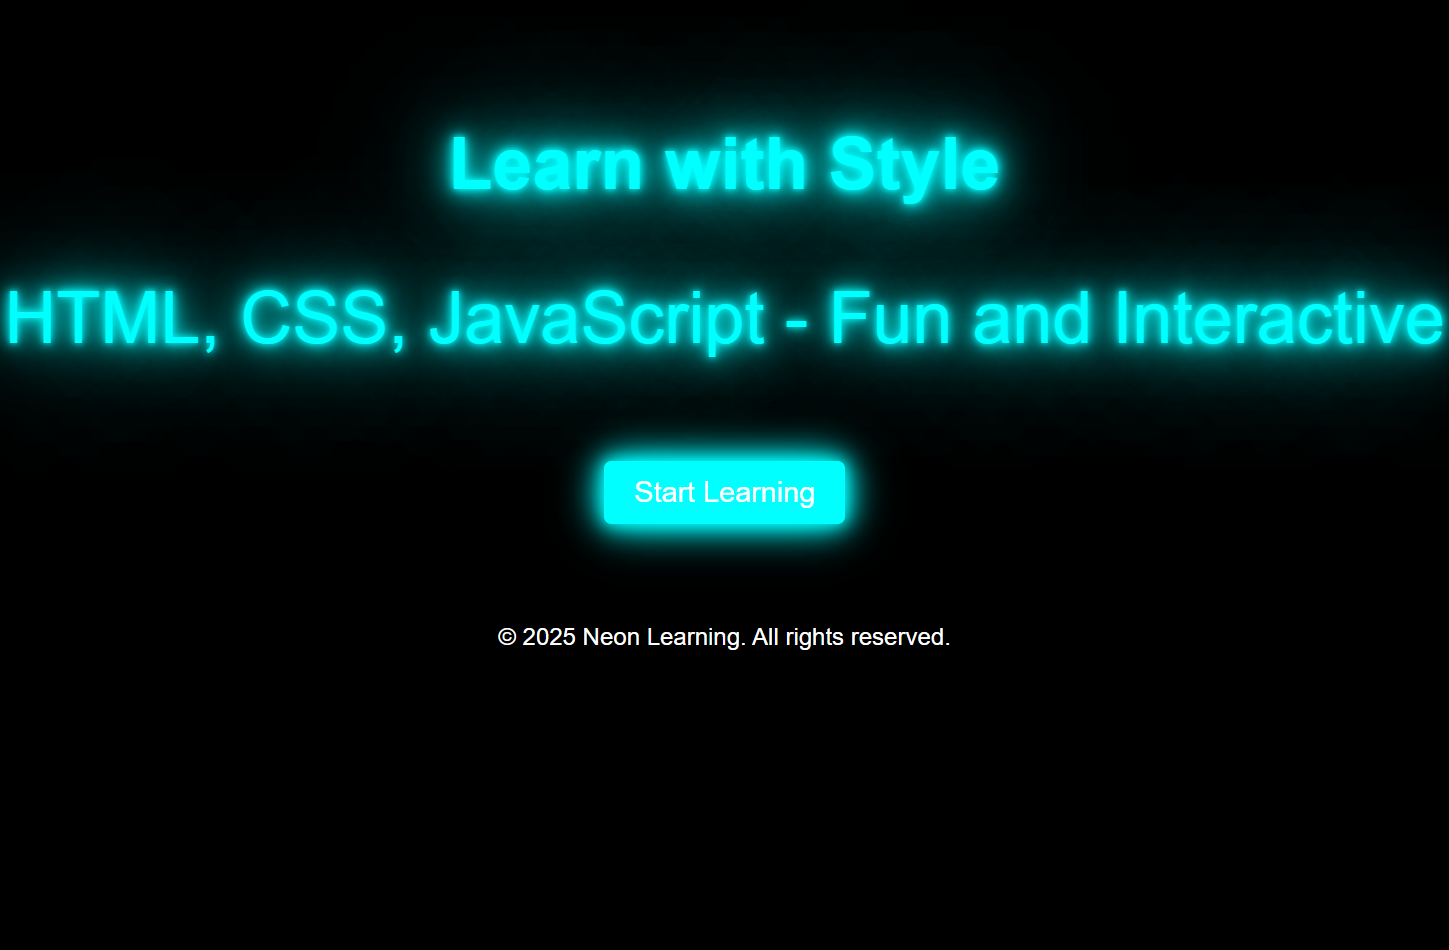 Learn with Style
HTML, CSS, JavaScript - Fun and Interactive
Start Learning
© 2025 Neon Learning. All rights reserved.